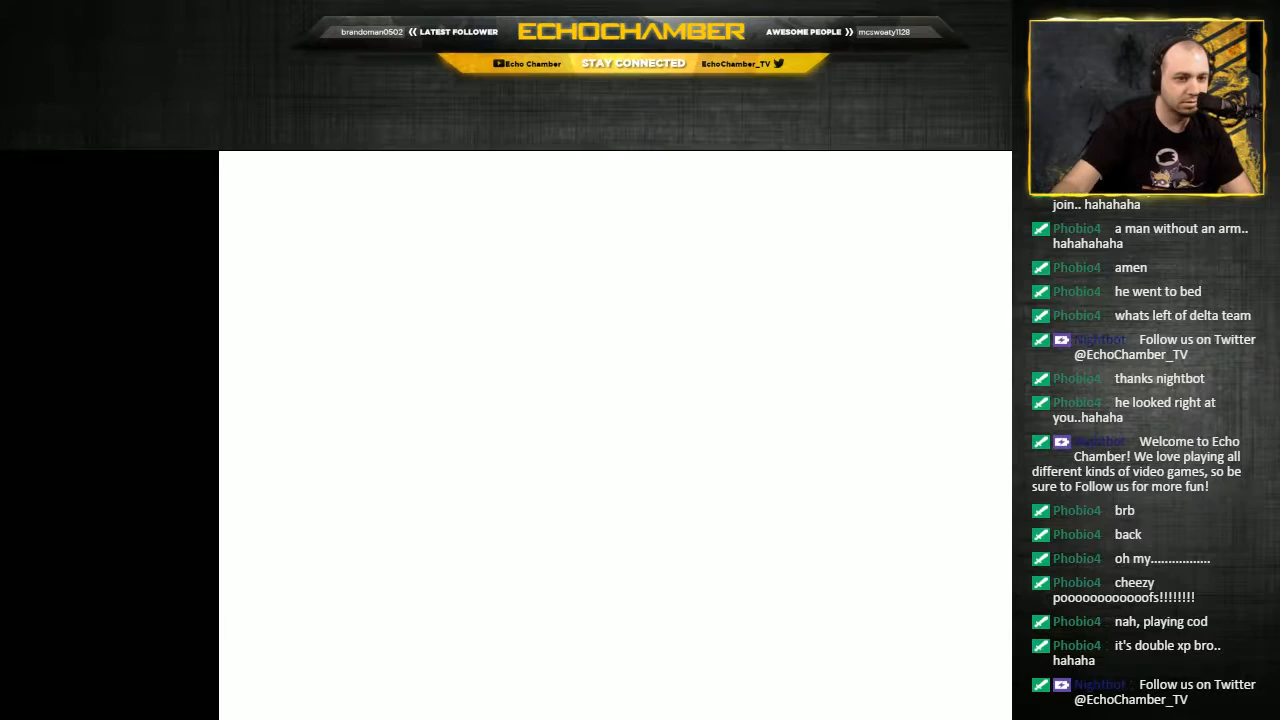 brandoman0502 《 LATEST FOLLOWER ECHOCHAMBER AWESOME PEOPLE 》 mcswoaty1128
Echo Chamber STAY CONNECTED EchoChamber_TV
join.. hahahaha
Phobio4 a man without an arm..
hahahahaha
Phobio4 amen
Phobio4 he went to bed
Phobio4 whats left of delta team
Nightbot Follow us on Twitter
@EchoChamber_TV
Phobio4 thanks nightbot
Phobio4 he looked right at
you..hahaha
Nightbot Welcome to Echo
Chamber! We love playing all
different kinds of video games, so be
sure to Follow us for more fun!
Phobio4 brb
Phobio4 back
Phobio4 oh my.................
Phobio4 cheezy
poooooooooooofs!!!!!!!!
Phobio4 nah, playing cod
Phobio4 it's double xp bro..
hahaha
Nightbot Follow us on Twitter
@EchoChamber_TV